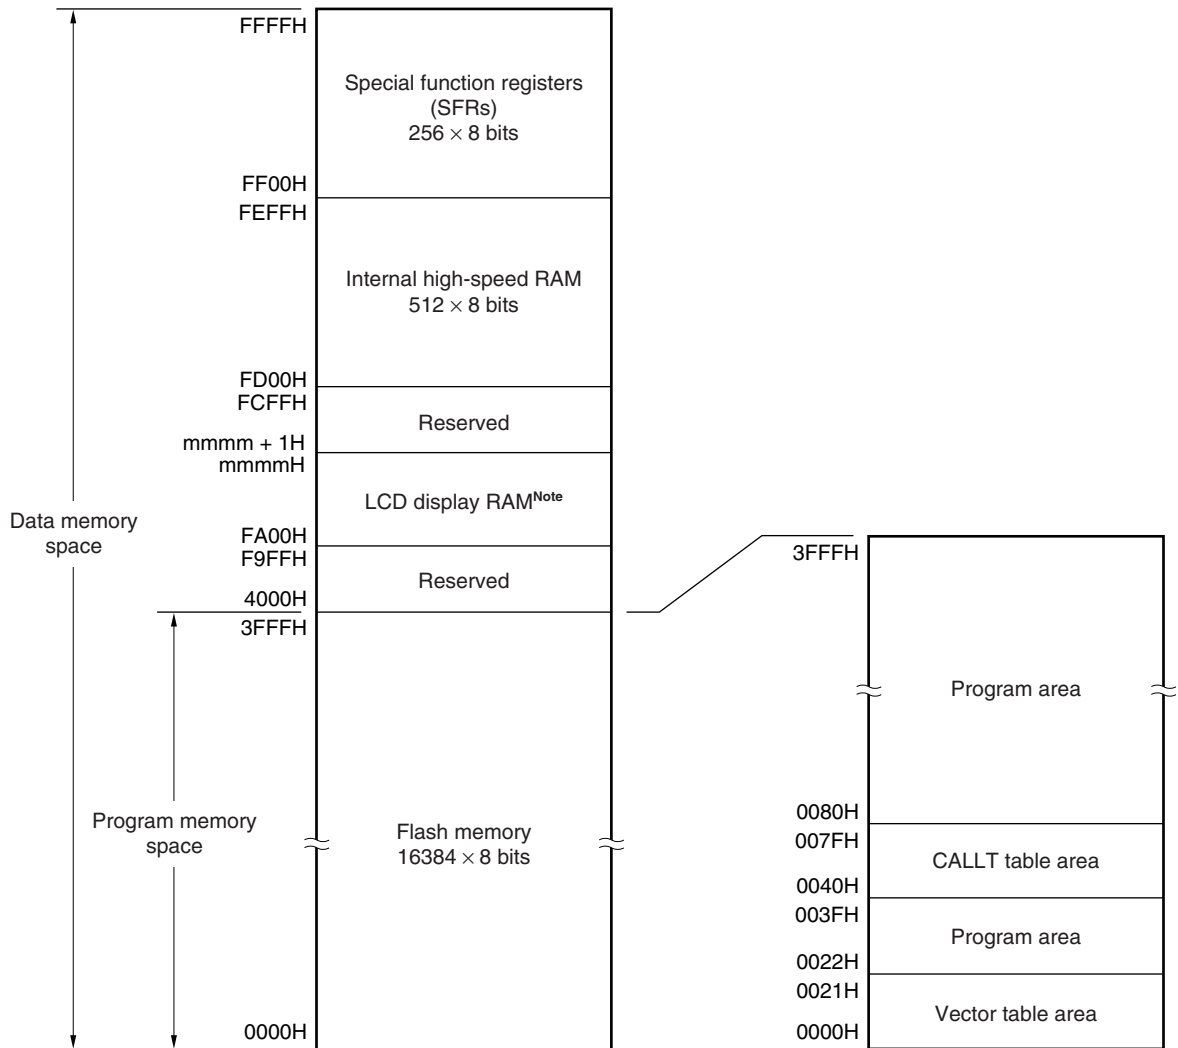 FFFFH
Special function registers
(SFRs)
256 × 8 bits
FF00H
FEFFH
Internal high-speed RAM
512 × 8 bits
FD00H
FCFFH
Reserved
mmmm + 1H
mmmmH
LCD display RAMNote
FA00H
F9FFH
Reserved
4000H
3FFFH
Data memory
space
Program memory
space
Flash memory
16384 × 8 bits
0000H
3FFFH
Program area
0080H
007FH
CALLT table area
0040H
003FH
Program area
0022H
0021H
Vector table area
0000H